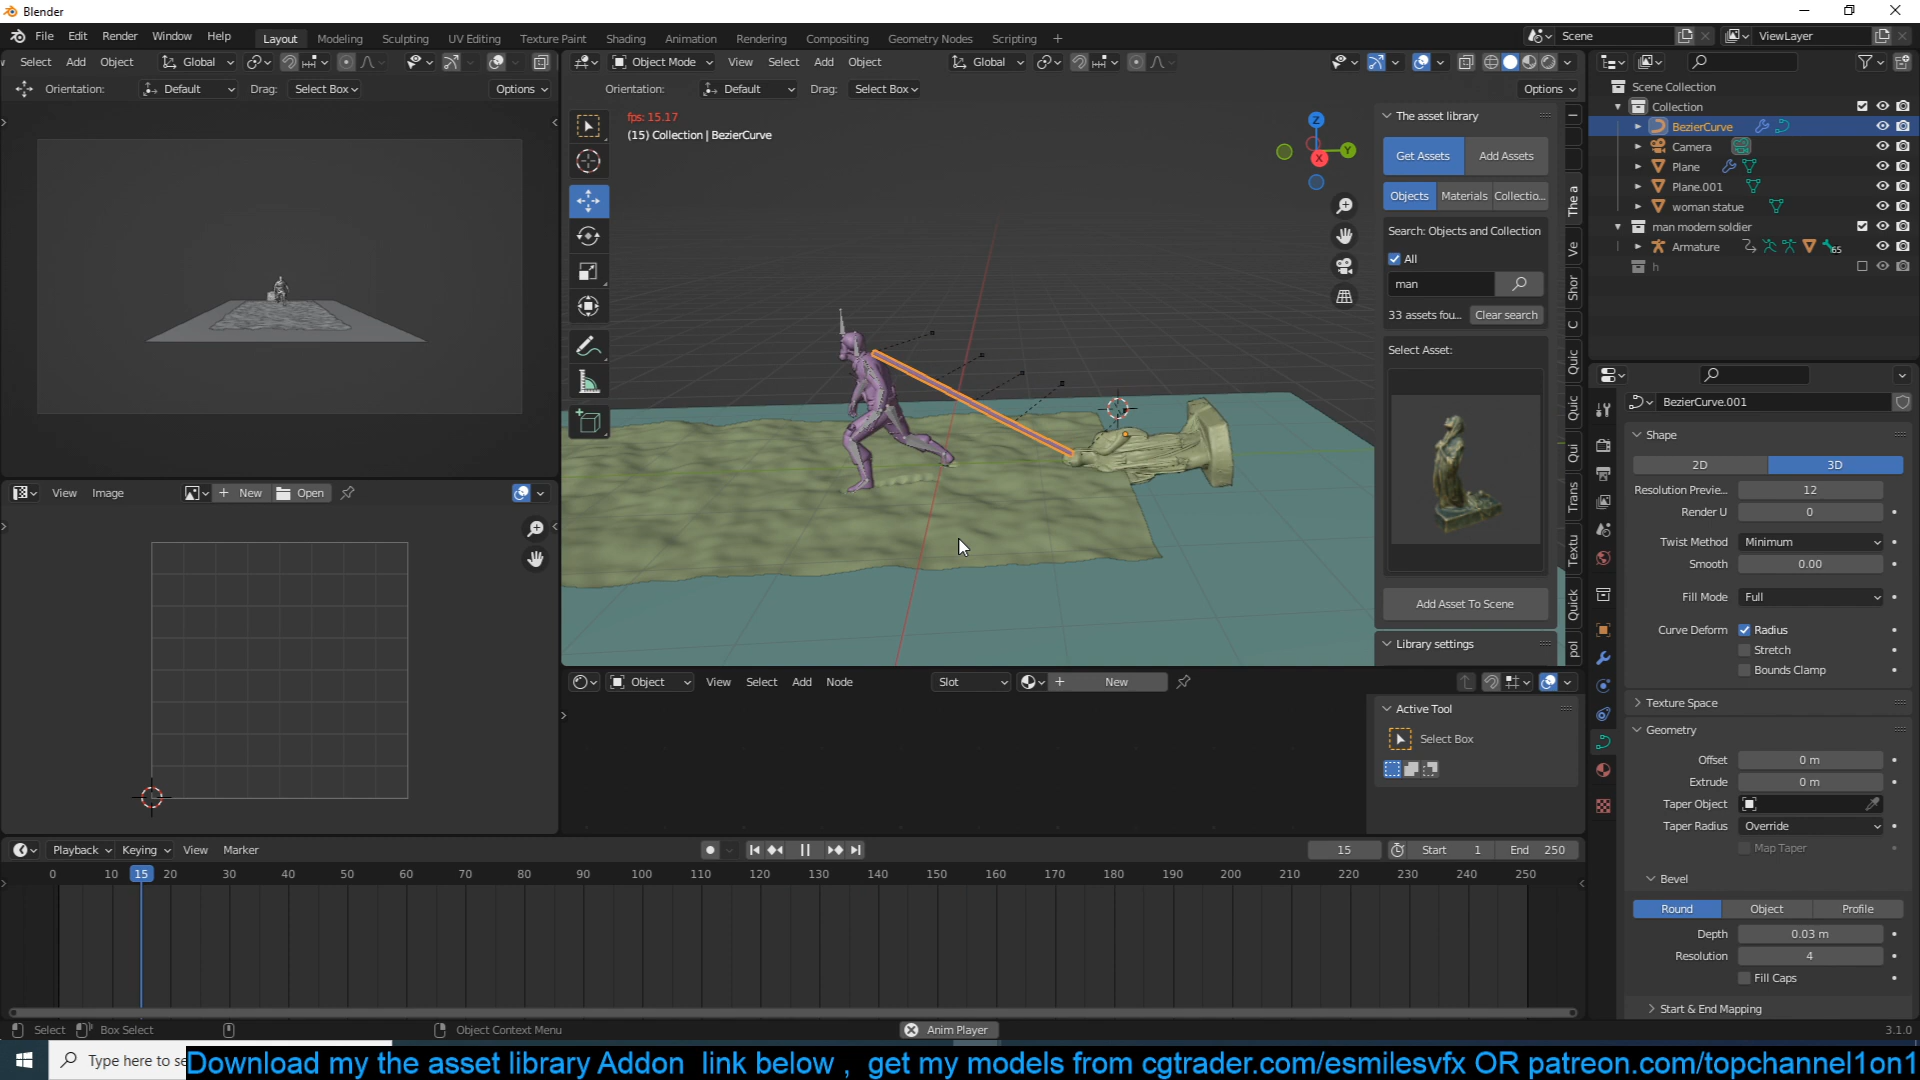 Blender
File Edit Render Window Help
Layout Modeling Sculpting UV Editing Texture Paint Shading Animation Rendering Compositing Geometry Nodes Scripting +
Scene
ViewLayer
Select Add Object
Global
Object Mode View Select Add Object
Global
Orientation: Default Drag: Select Box Options
Orientation: Default Drag: Select Box Options
fps: 15.17
(15) Collection | BezierCurve
Z
Y
X
The asset library
Get Assets Add Assets
Objects Materials Collectio...
Search: Objects and Collection
All
man
33 assets fou... Clear search
Select Asset:
Add Asset To Scene
Library settings
The a
Ve
Shor
C
Quic
Quic
Qui
Trans
Textu
Quick
pol
Scene Collection
Collection
BezierCurve
Camera
Plane
Plane.001
woman statue
man modern soldier
Armature
65
h
BezierCurve.001
Shape
2D 3D
Resolution Previe... 12
Render U 0
Twist Method Minimum
Smooth 0.00
Fill Mode Full
Curve Deform Radius
Stretch
Bounds Clamp
Texture Space
Geometry
Offset 0 m
Extrude 0 m
Taper Object
Taper Radius Override
Map Taper
Bevel
Round Object Profile
Depth 0.03 m
Resolution 4
Fill Caps
Start & End Mapping
View Image + New Open
Object View Select Add Node Slot + New
Active Tool
Select Box
Playback Keying View Marker
15 Start 1 End 250
0 10 15 20 30 40 50 60 70 80 90 100 110 120 130 140 150 160 170 180 190 200 210 220 230 240 250
Select Box Select Object Context Menu Anim Player 3.1.0
Type here to se
Download my the asset library Addon link below , get my models from cgtrader.com/esmilesvfx OR patreon.com/topchannel1on1